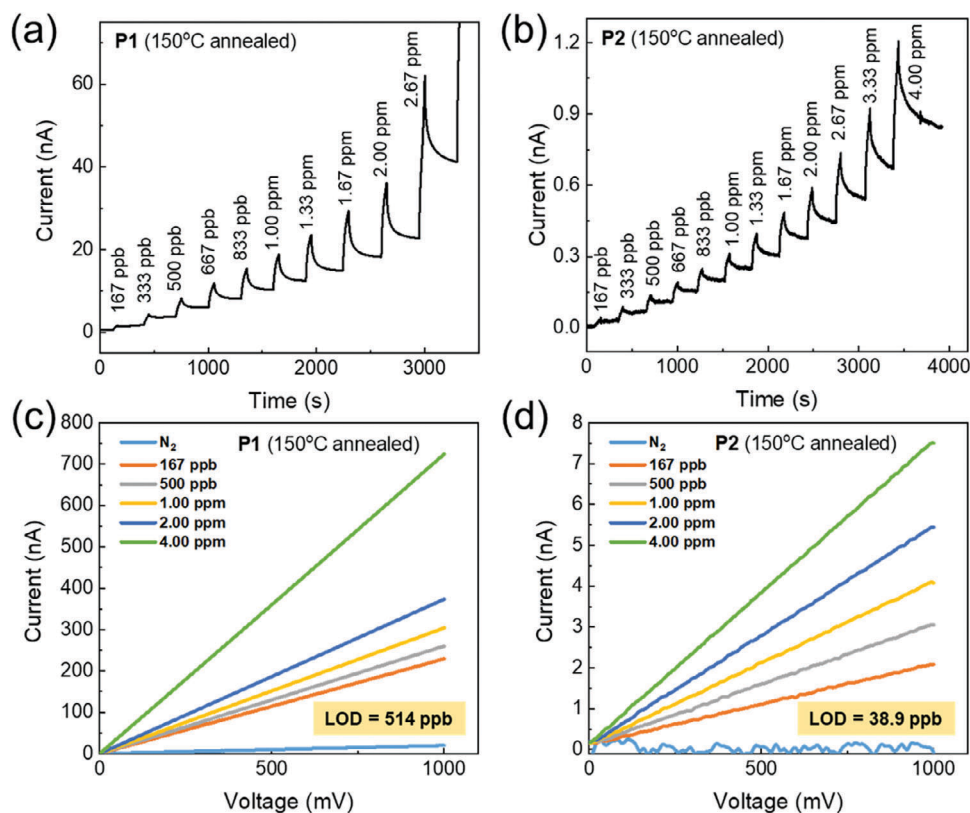 (a)
P1 (150ºC annealed)
60
40
20
0
Current (nA)
167 ppb
333 ppb
500 ppb
667 ppb
833 ppb
1.00 ppm
1.33 ppm
1.67 ppm
2.00 ppm
2.67 ppm
0 1000 2000 3000
Time (s)
(b)
P2 (150ºC annealed)
1.2
0.9
0.6
0.3
0.0
Current (nA)
167 ppb
333 ppb
500 ppb
667 ppb
833 ppb
1.00 ppm
1.33 ppm
1.67 ppm
2.00 ppm
2.67 ppm
3.33 ppm
4.00 ppm
0 1000 2000 3000 4000
Time (s)
(c)
P1 (150ºC annealed)
800
700
600
500
400
300
200
100
0
Current (nA)
N2
167 ppb
500 ppb
1.00 ppm
2.00 ppm
4.00 ppm
LOD = 514 ppb
0 500 1000
Voltage (mV)
(d)
P2 (150ºC annealed)
8
7
6
5
4
3
2
1
0
Current (nA)
N2
167 ppb
500 ppb
1.00 ppm
2.00 ppm
4.00 ppm
LOD = 38.9 ppb
0 500 1000
Voltage (mV)